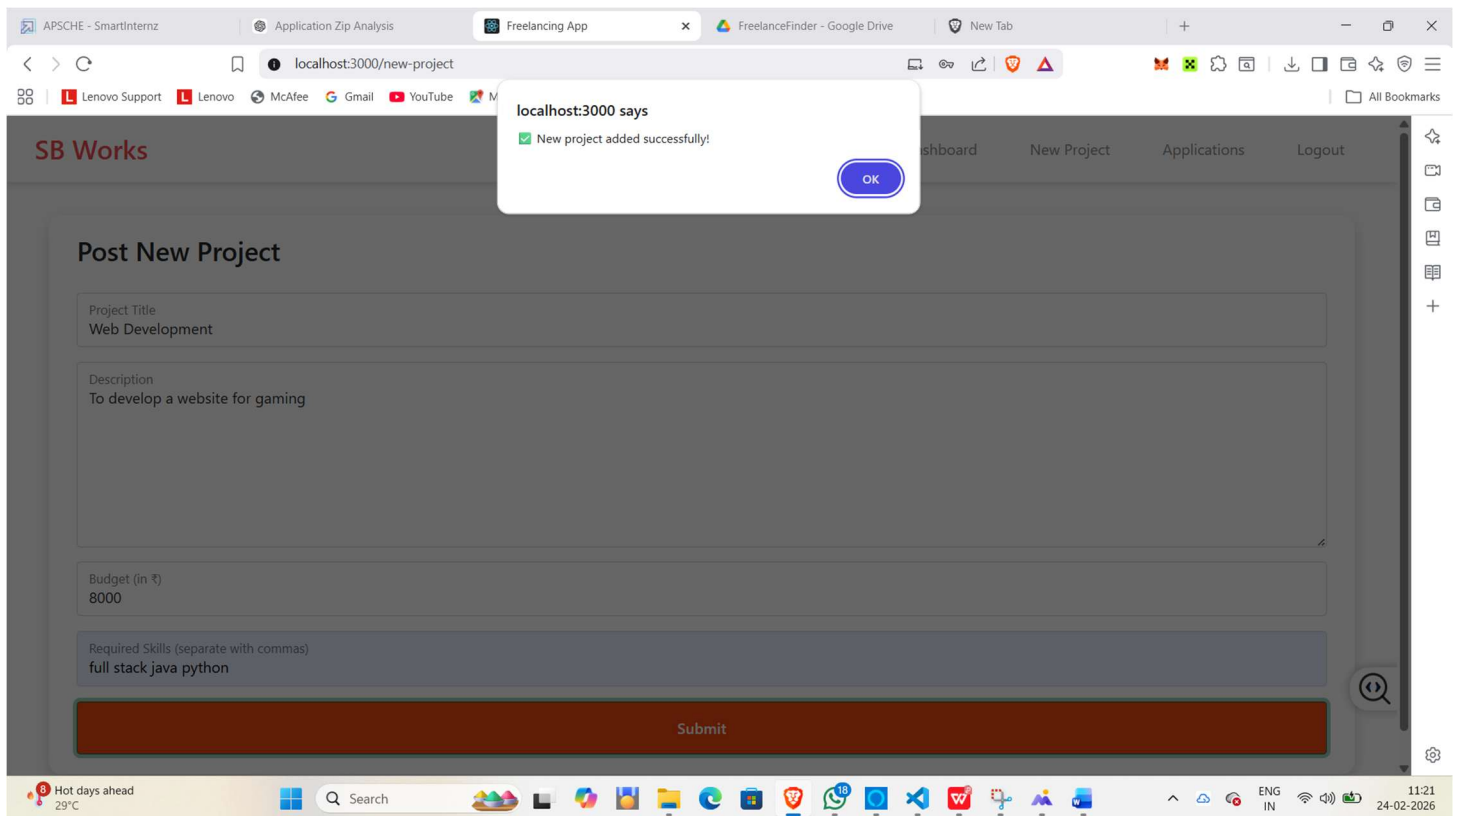 APSCHE - SmartInternz
Application Zip Analysis
Freelancing App
FreelanceFinder - Google Drive
New Tab
localhost:3000/new-project
Lenovo Support
Lenovo
McAfee
Gmail
YouTube
M
All Bookmarks
localhost:3000 says
New project added successfully!
OK
SB Works
shboard
New Project
Applications
Logout
Post New Project
Project Title
Web Development
Description
To develop a website for gaming
Budget (in ₹)
8000
Required Skills (separate with commas)
full stack java python
Submit
8
Hot days ahead
29°C
Search
18
ENG
IN
11:21
24-02-2026